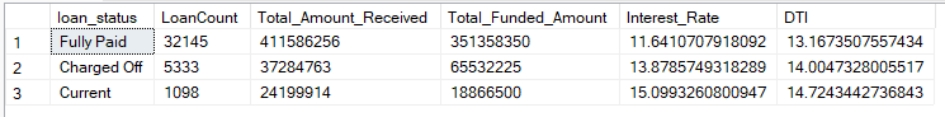 loan_status LoanCount Total_Amount_Received Total_Funded_Amount Interest_Rate DTI
1 Fully Paid 32145 411586256 351358350 11.6410707918092 13.1673507557434
2 Charged Off 5333 37284763 65532225 13.8785749318289 14.0047328005517
3 Current 1098 24199914 18866500 15.0993260800947 14.7243442736843